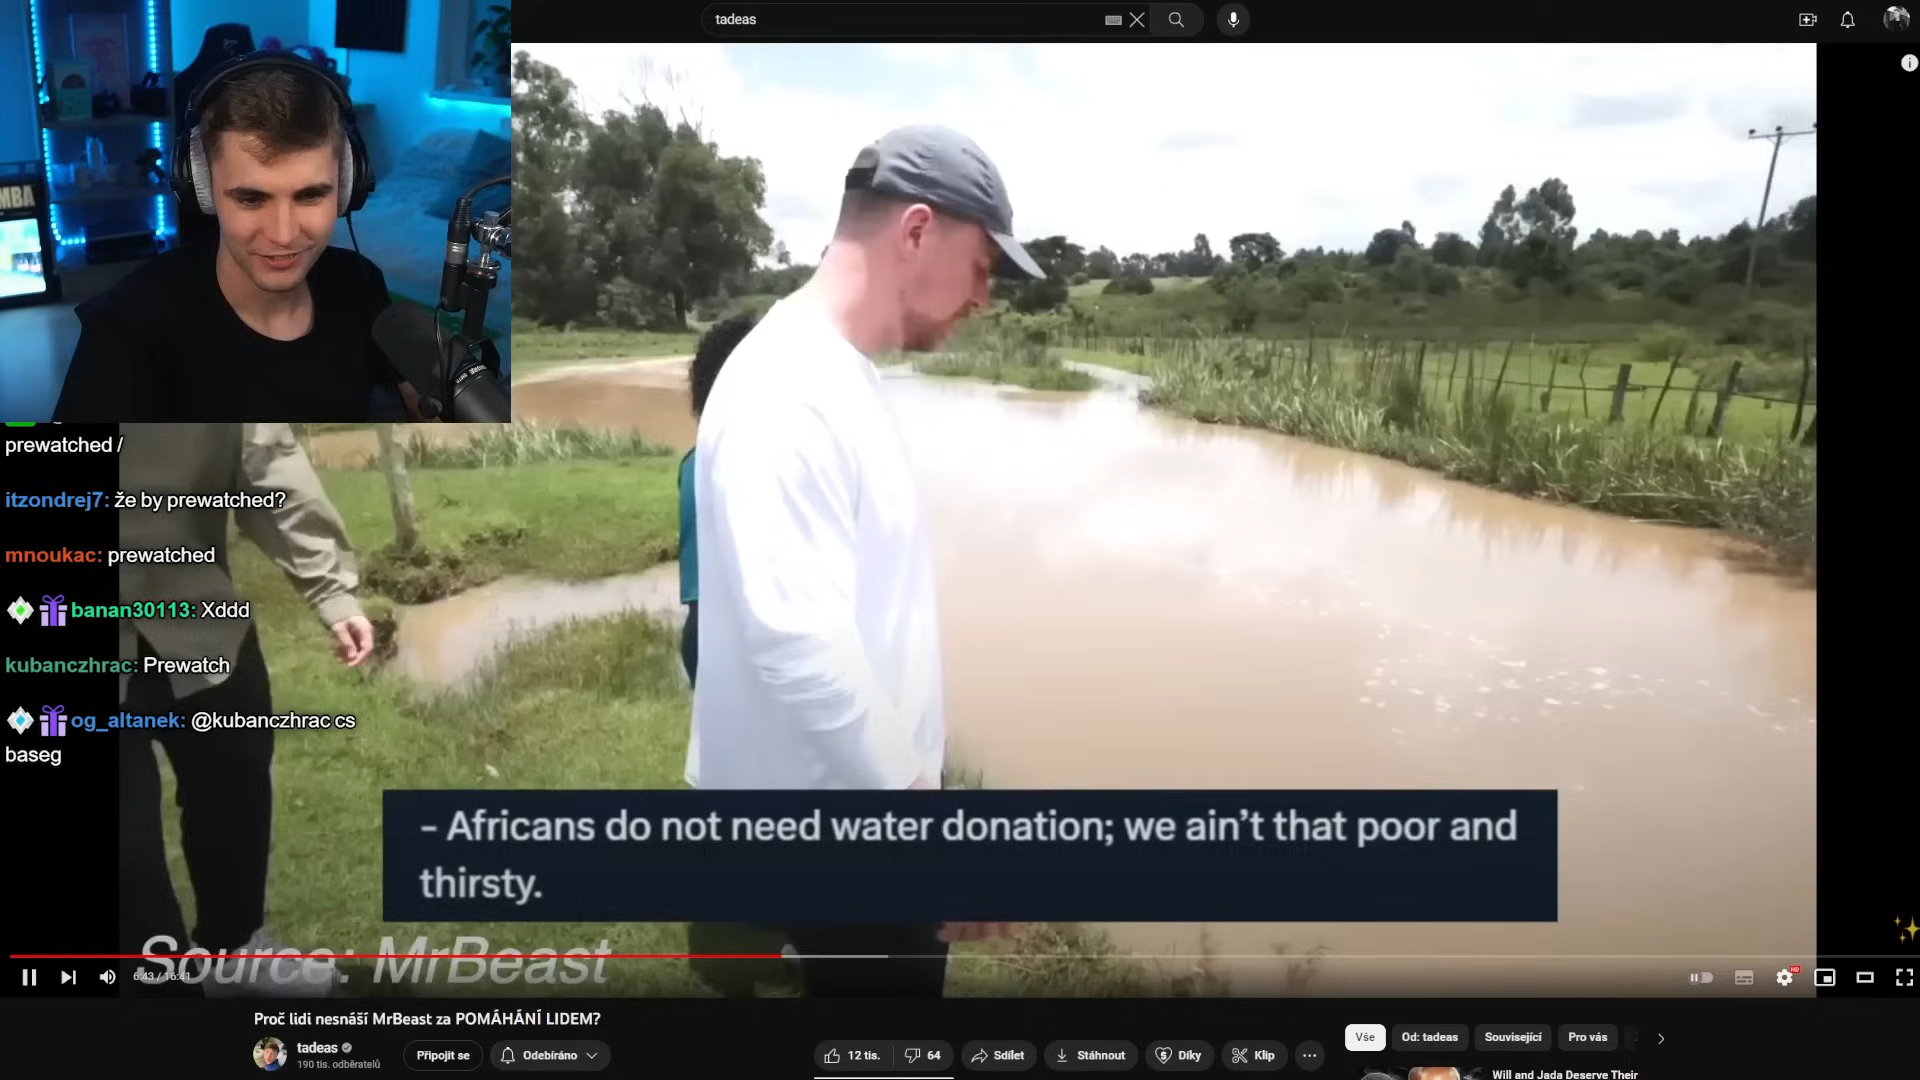 tadeas
MBA
prewatched /
itzondrej7: že by prewatched?
mnoukac: prewatched
banan30113: Xddd
kubanczhrac: Prewatch
og_altanek: @kubanczhrac cs
baseg
- Africans do not need water donation; we ain't that poor and
thirsty.
Source: MrBeast
6:43 / 16:41
HD
Proč lidi nesnáší MrBeast za POMÁHÁNÍ LIDEM?
tadeas
190 tis. odběratelů
Připojit se
Odebíráno
12 tis.
64
Sdílet
Stáhnout
Díky
Klip
Vše
Od: tadeas
Související
Pro vás
Will and Jada Deserve Their